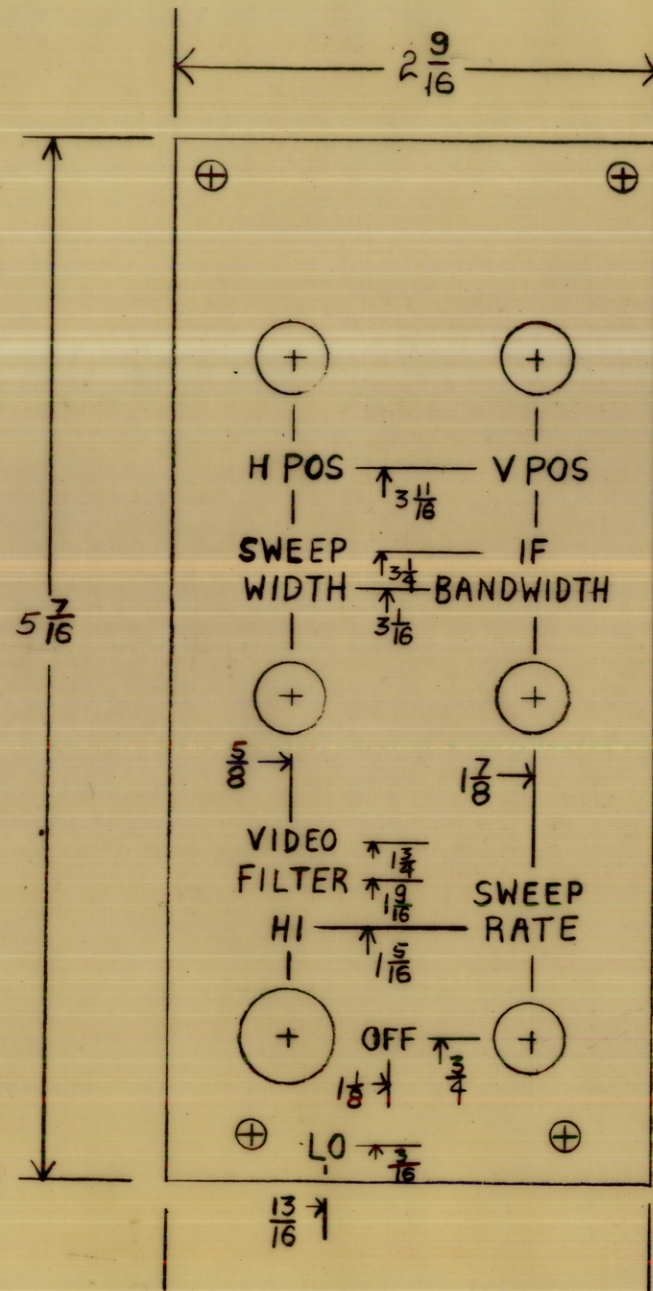 2 9/16
H POS V POS
3 11/16
SWEEP IF
3 1/4
WIDTH BANDWIDTH
3 1/16
5 7/16
5/8 1 7/8
VIDEO
1 3/4
FILTER SWEEP
1 9/16
HI RATE
1 5/16
OFF
3/4
1 1/8
LO
3/16
13/16